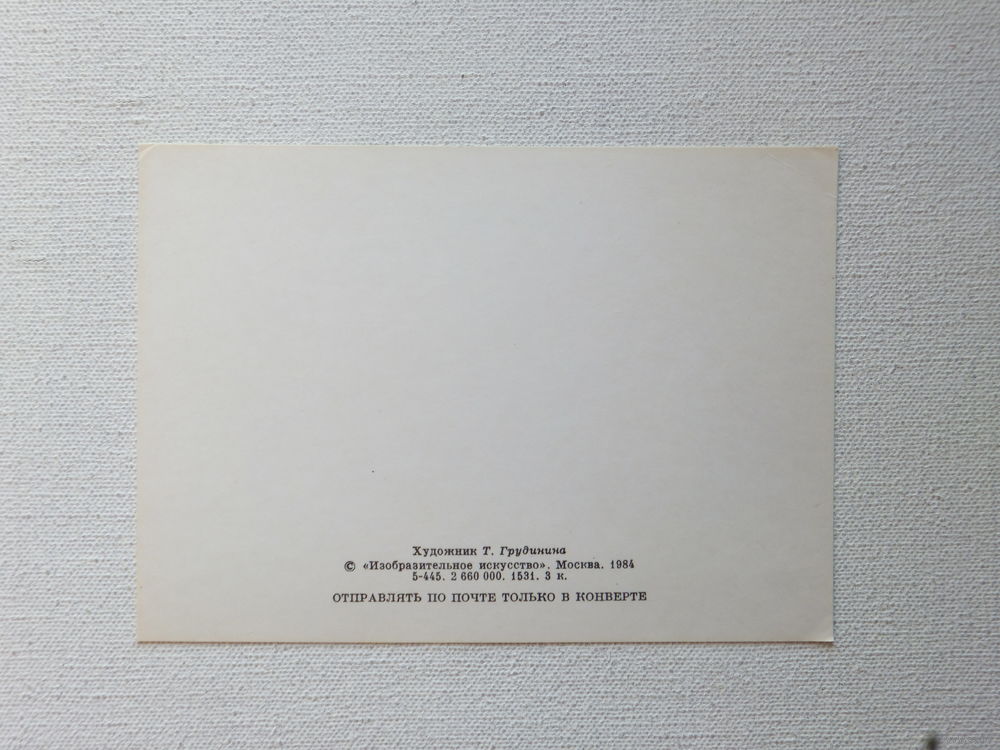 Художник Т. Грудинина
© «Изобразительное искусство». Москва. 1984
5-445. 2 660 000. 1531. 3 к.
ОТПРАВЛЯТЬ ПО ПОЧТЕ ТОЛЬКО В КОНВЕРТЕ